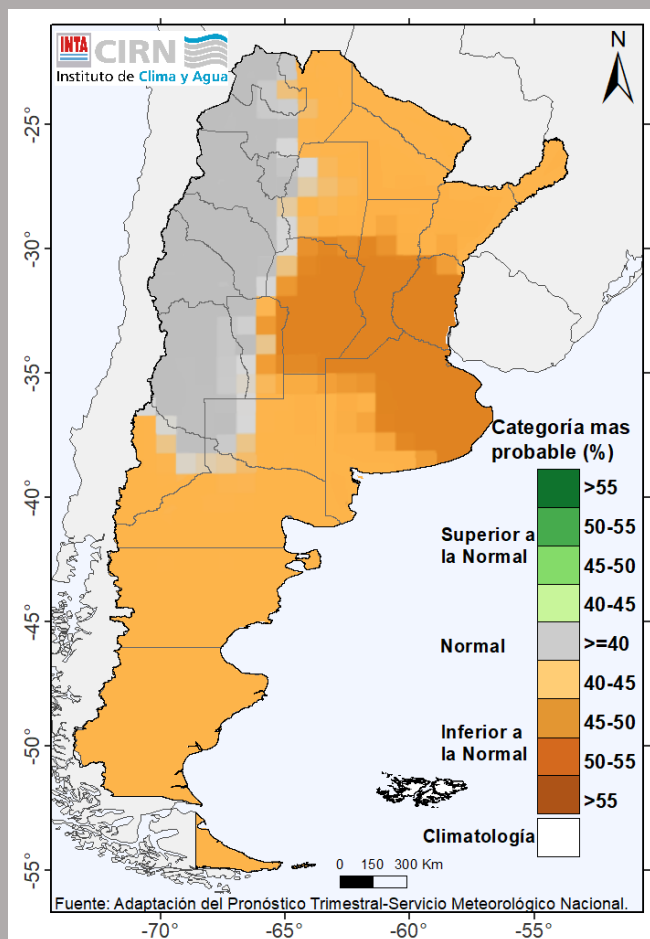 INTA CIRN
Instituto de Clima y Agua
N
-25°
-30°
-35°
-40°
-45°
-50°
-55°
Categoría mas
probable (%)
>55
50-55
Superior a
la Normal
45-50
40-45
Normal
>=40
40-45
45-50
Inferior a
la Normal
50-55
>55
Climatología
0 150 300 Km
Fuente: Adaptación del Pronóstico Trimestral-Servicio Meteorológico Nacional.
-70° -65° -60° -55°